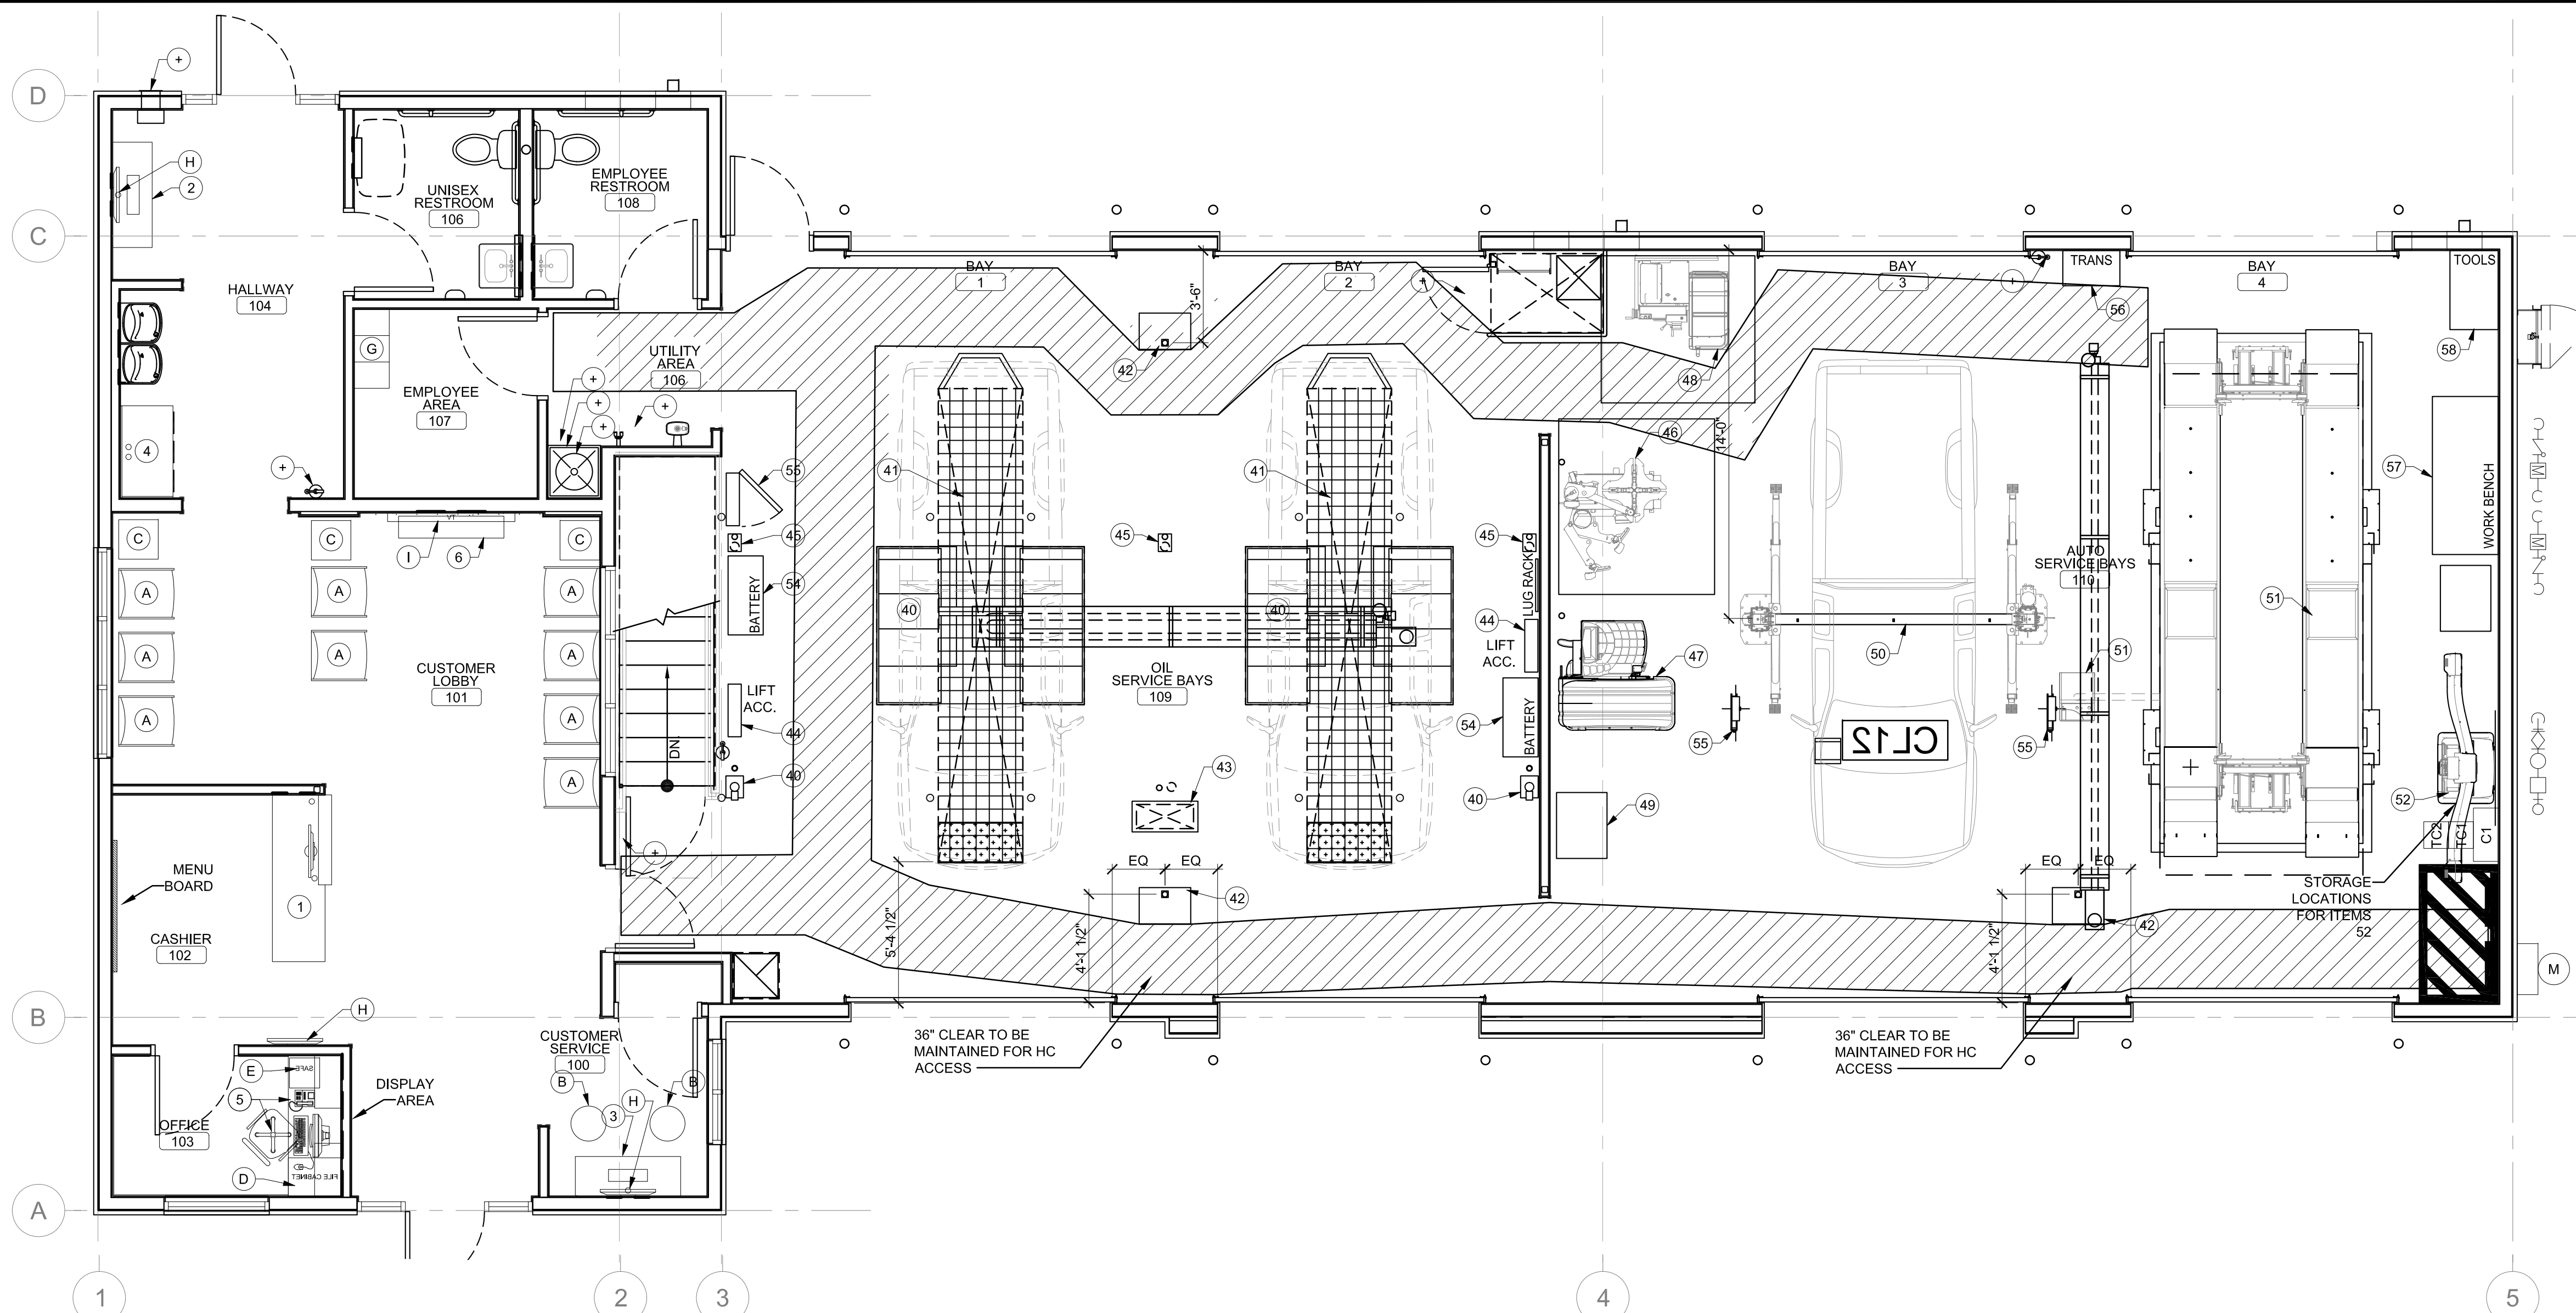 D
C
B
A
1
2
3
4
5
+
H
2
UNISEX
RESTROOM
106
EMPLOYEE
RESTROOM
108
HALLWAY
104
G
4
+
EMPLOYEE
AREA
107
UTILITY
AREA
106
+
+
+
+
C
C
C
I
6
A
A
A
A
A
A
A
A
A
CUSTOMER
LOBBY
101
MENU
BOARD
1
CASHIER
102
H
E
SAFE
5
OFFICE
103
D
FILE CABINET
DISPLAY
AREA
CUSTOMER
SERVICE
100
B
B
3
H
DN.
+
55
45
54
BATTERY
LIFT
ACC.
44
40
BAY
1
3'-6"
42
BAY
2
+
41
41
45
40
40
OIL
SERVICE BAYS
109
43
EQ
EQ
42
5'-4 1/2"
4'-1 1/2"
36" CLEAR TO BE
MAINTAINED FOR HC
ACCESS
45
LUG RACK
44
LIFT
ACC.
54
BATTERY
40
48
46
14'-0"
47
49
55
BAY
3
+
TRANS
56
50
CL12
55
51
AUTO
SERVICE BAYS
110
EQ
EQ
42
4'-1 1/2"
36" CLEAR TO BE
MAINTAINED FOR HC
ACCESS
BAY
4
TOOLS
58
57
WORK BENCH
51
52
TC2
TC1
C1
STORAGE
LOCATIONS
FOR ITEMS
52
M
M
M